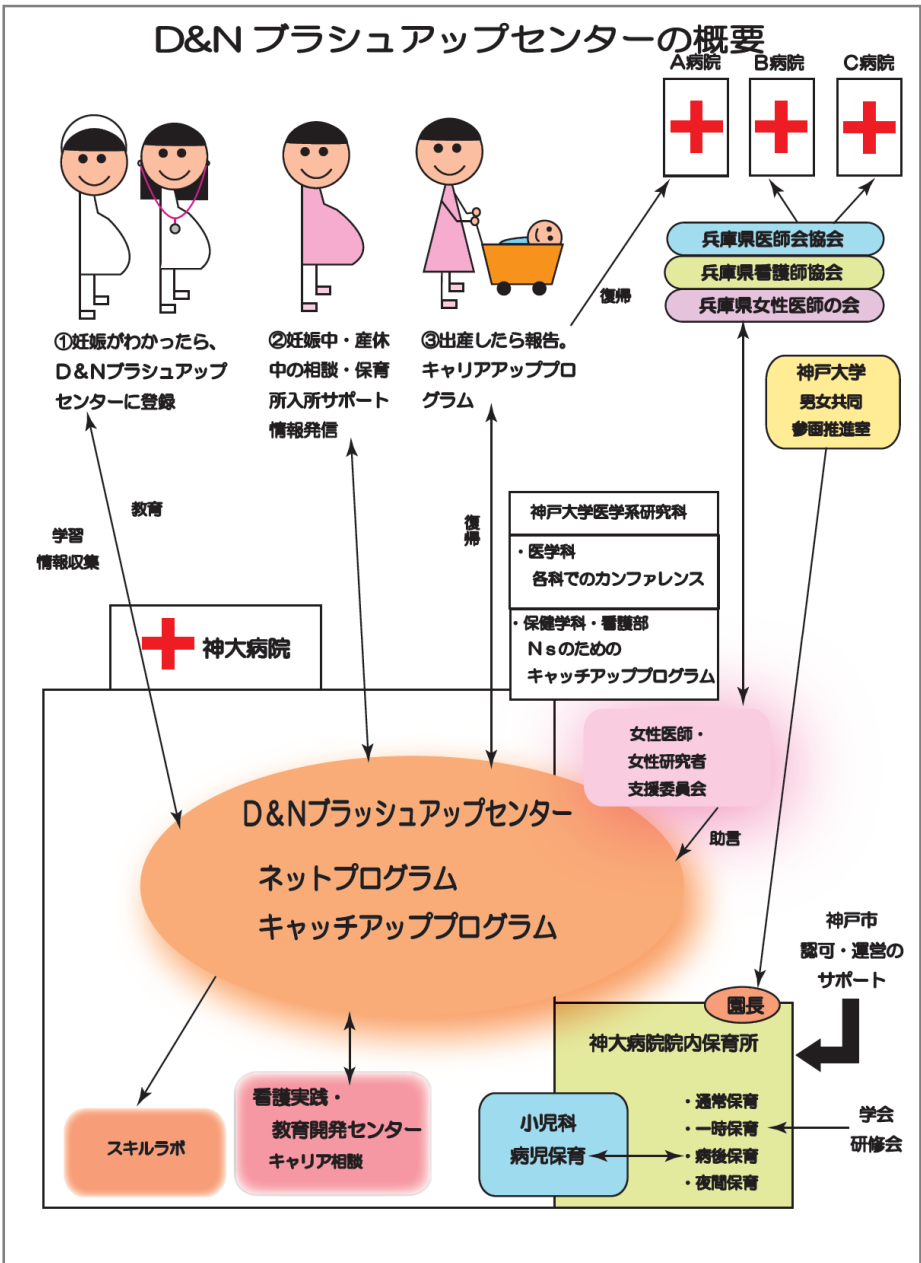 D&N ブラシュアップセンターの概要
A病院
B病院
C病院
兵庫県医師会協会
兵庫県看護師協会
兵庫県女性医師の会
復帰
①妊娠がわかったら、
D&Nブラシュアップ
センターに登録
②妊娠中・産休
中の相談・保育
所入所サポート
情報発信
③出産したら報告。
キャリアアッププロ
グラム
神戸大学
男女共同
参画推進室
教育
学習
情報収集
復帰
神戸大学医学系研究科
・医学科
各科でのカンファレンス
・保健学科・看護部
Nsのための
キャッチアッププログラム
神大病院
女性医師・
女性研究者
支援委員会
助言
D&Nブラッシュアップセンター
ネットプログラム
キャッチアッププログラム
神戸市
認可・運営の
サポート
園長
神大病院院内保育所
・通常保育
・一時保育
・病後保育
・夜間保育
学会
研修会
小児科
病児保育
看護実践・
教育開発センター
キャリア相談
スキルラボ